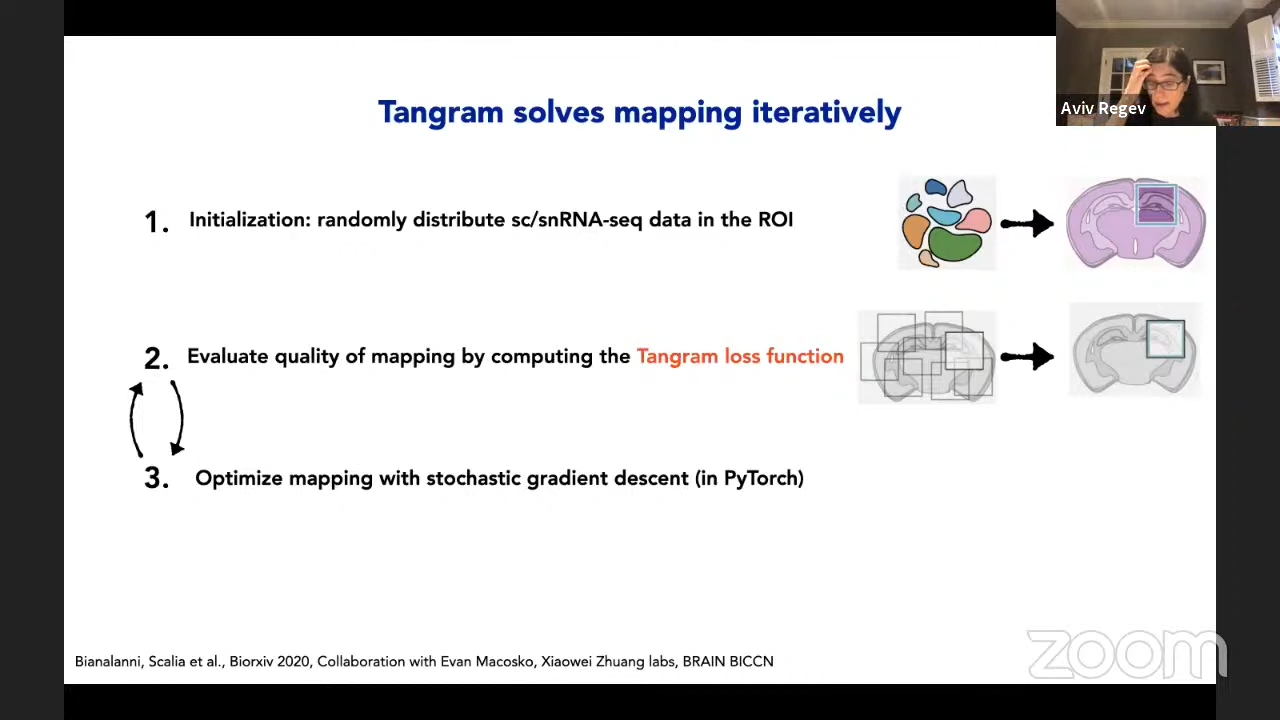 Aviv Regev
Tangram solves mapping iteratively
1. Initialization: randomly distribute sc/snRNA-seq data in the ROI
2. Evaluate quality of mapping by computing the Tangram loss function
3. Optimize mapping with stochastic gradient descent (in PyTorch)
Bianalanni, Scalia et al., Biorxiv 2020, Collaboration with Evan Macosko, Xiaowei Zhuang labs, BRAIN BICCN
zoom